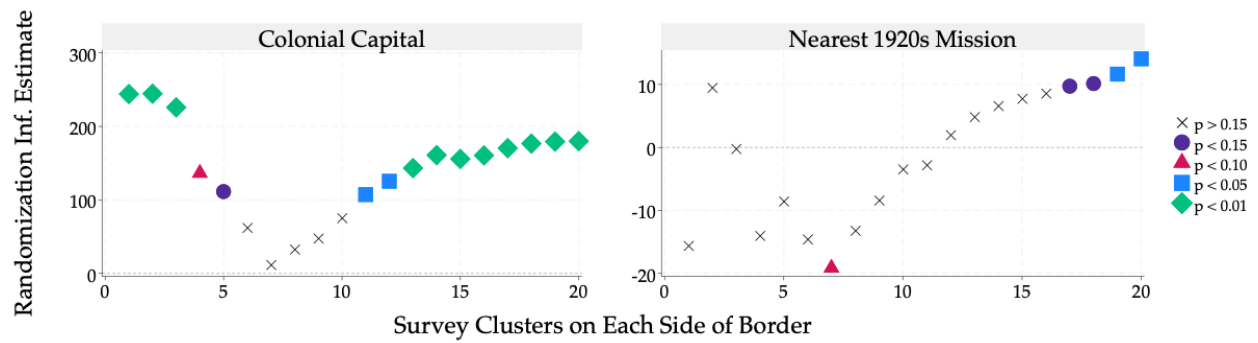 Colonial Capital
Nearest 1920s Mission
Randomization Inf. Estimate
300
200
100
0
0
5
10
15
20
10
0
-10
-20
0
5
10
15
20
Survey Clusters on Each Side of Border
p > 0.15
p < 0.15
p < 0.10
p < 0.05
p < 0.01